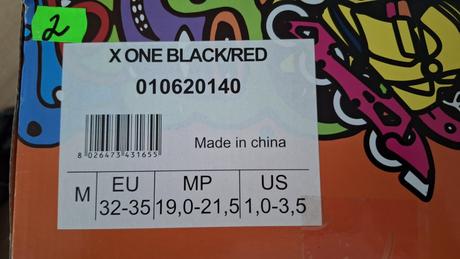 2
X ONE BLACK/RED
010620140
8 026473 431655
Made in china
M EU MP US
32-35 19,0-21,5 1,0-3,5